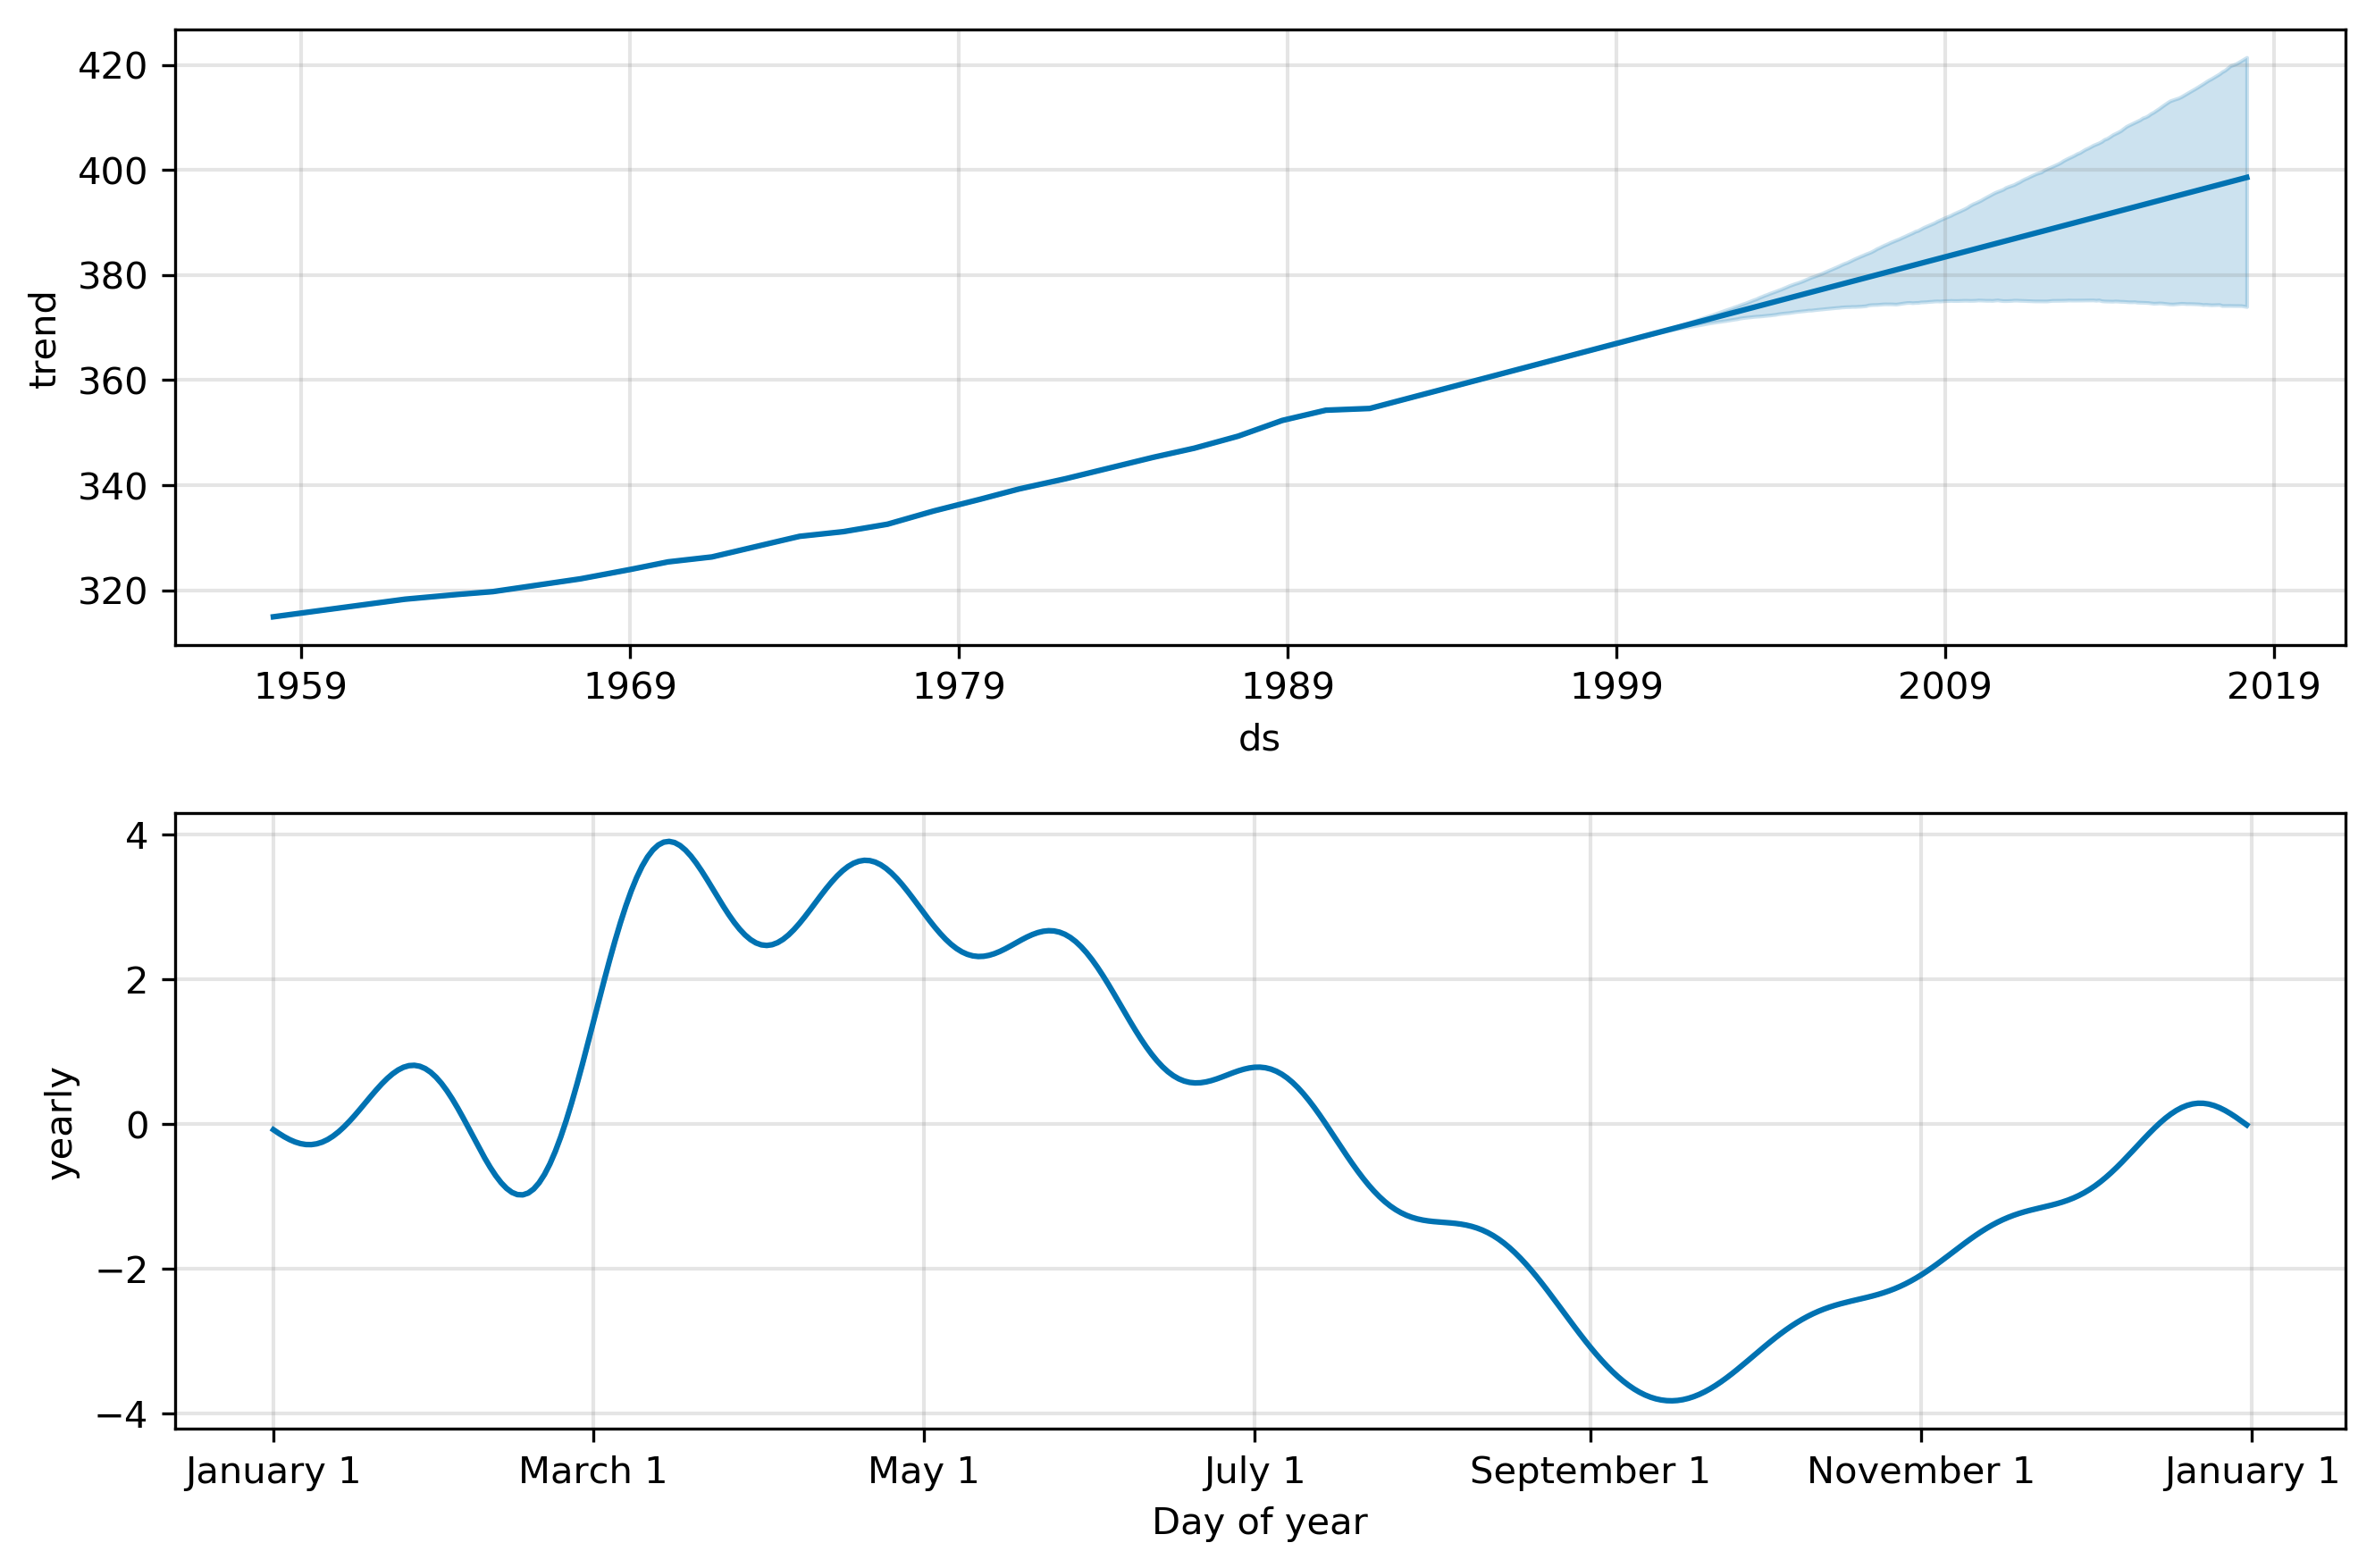 420
400
380
360
340
320
trend
1959 1969 1979 1989 1999 2009 2019
ds
4
2
0
−2
−4
yearly
January 1 March 1 May 1 July 1 September 1 November 1 January 1
Day of year